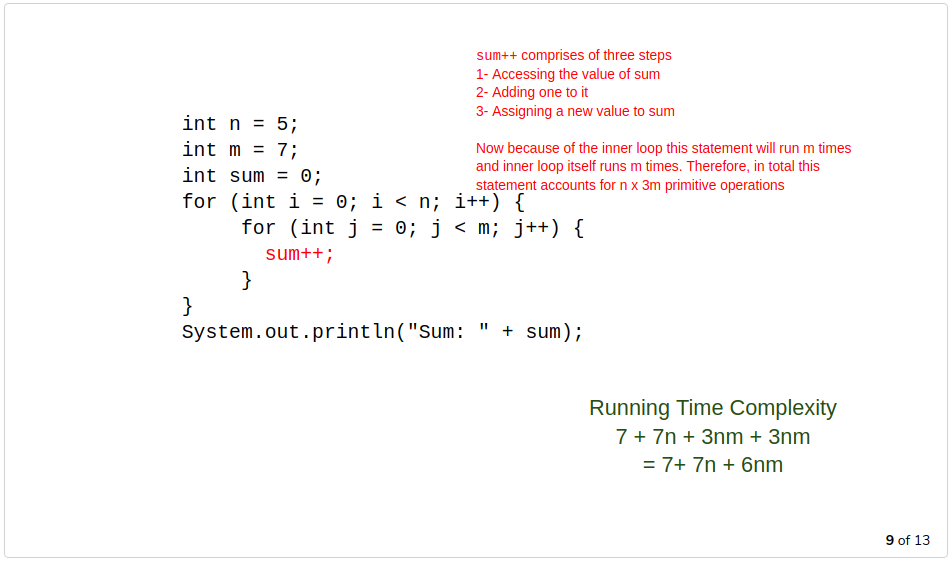 sum++ comprises of three steps
1- Accessing the value of sum
2- Adding one to it
3- Assigning a new value to sum
Now because of the inner loop this statement will run m times
and inner loop itself runs m times. Therefore, in total this
statement accounts for n x 3m primitive operations
int n = 5;
int m = 7;
int sum = 0;
for (int i = 0; i < n; i++) {
for (int j = 0; j < m; j++) {
sum++;
}
}
System.out.println("Sum: " + sum);
Running Time Complexity
7 + 7n + 3nm + 3nm
= 7+ 7n + 6nm
9 of 13